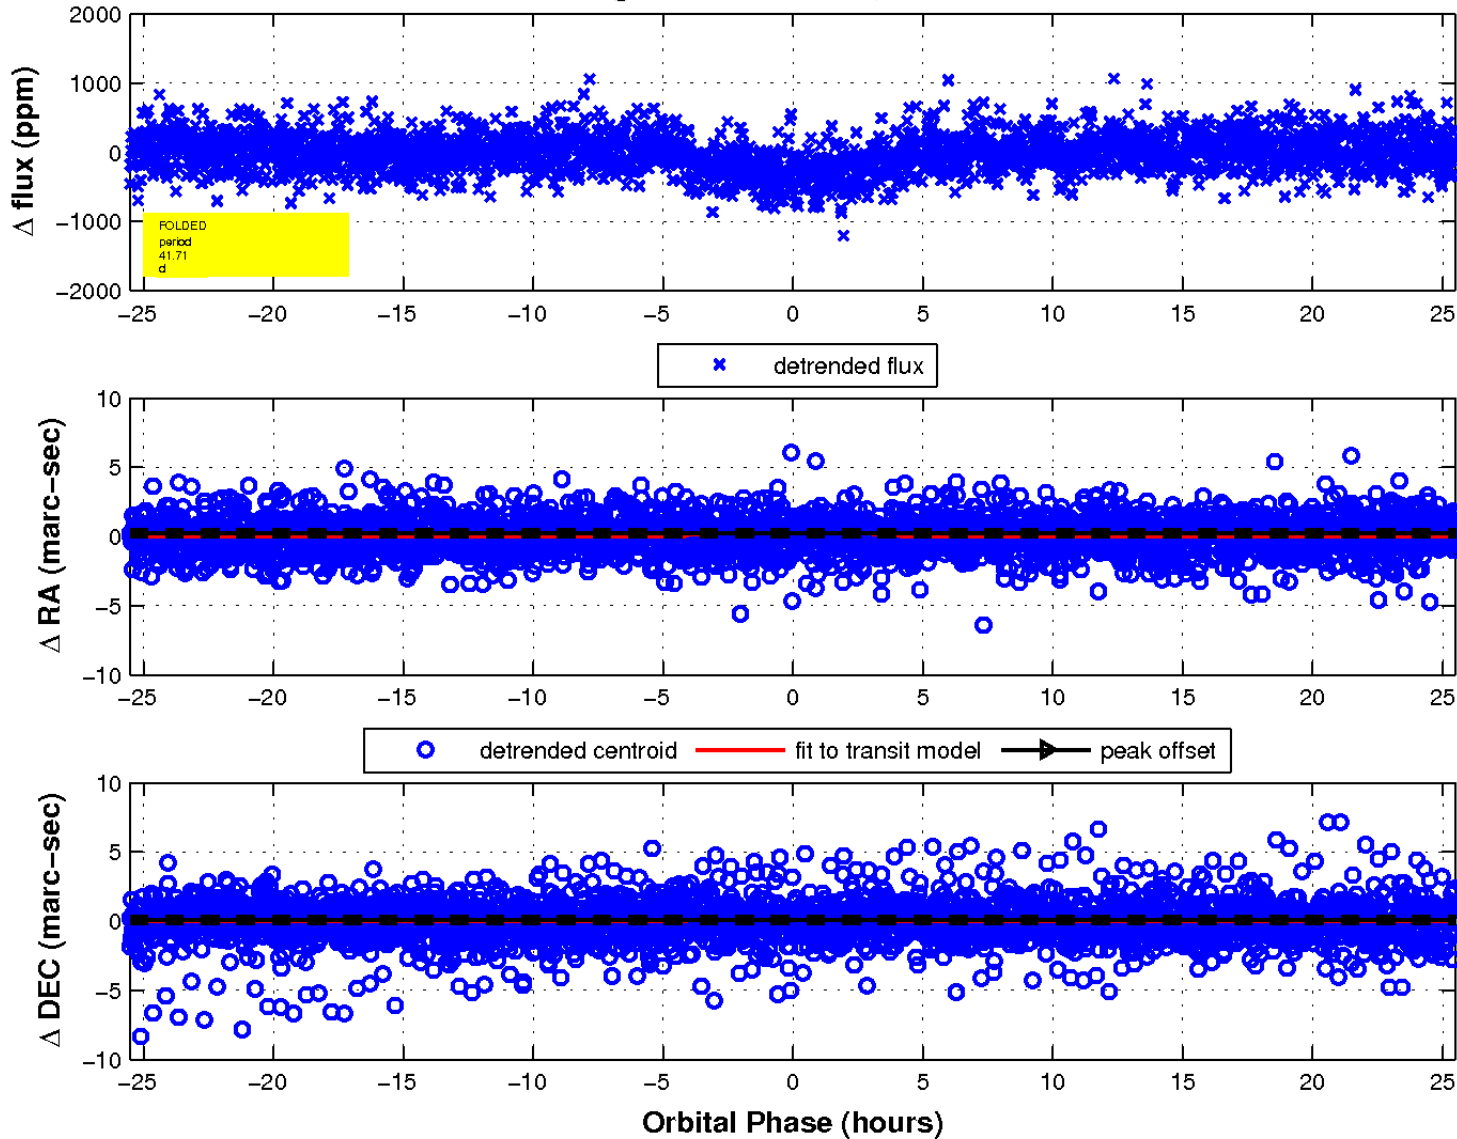 2000
1000
0
−1000
−2000
Δ flux (ppm)
FOLDED
period
41.71
d
−25 −20 −15 −10 −5 0 5 10 15 20 25
detrended flux
10
5
0
−5
−10
Δ RA (marc−sec)
−25 −20 −15 −10 −5 0 5 10 15 20 25
detrended centroid fit to transit model peak offset
10
5
0
−5
−10
Δ DEC (marc−sec)
−25 −20 −15 −10 −5 0 5 10 15 20 25
Orbital Phase (hours)